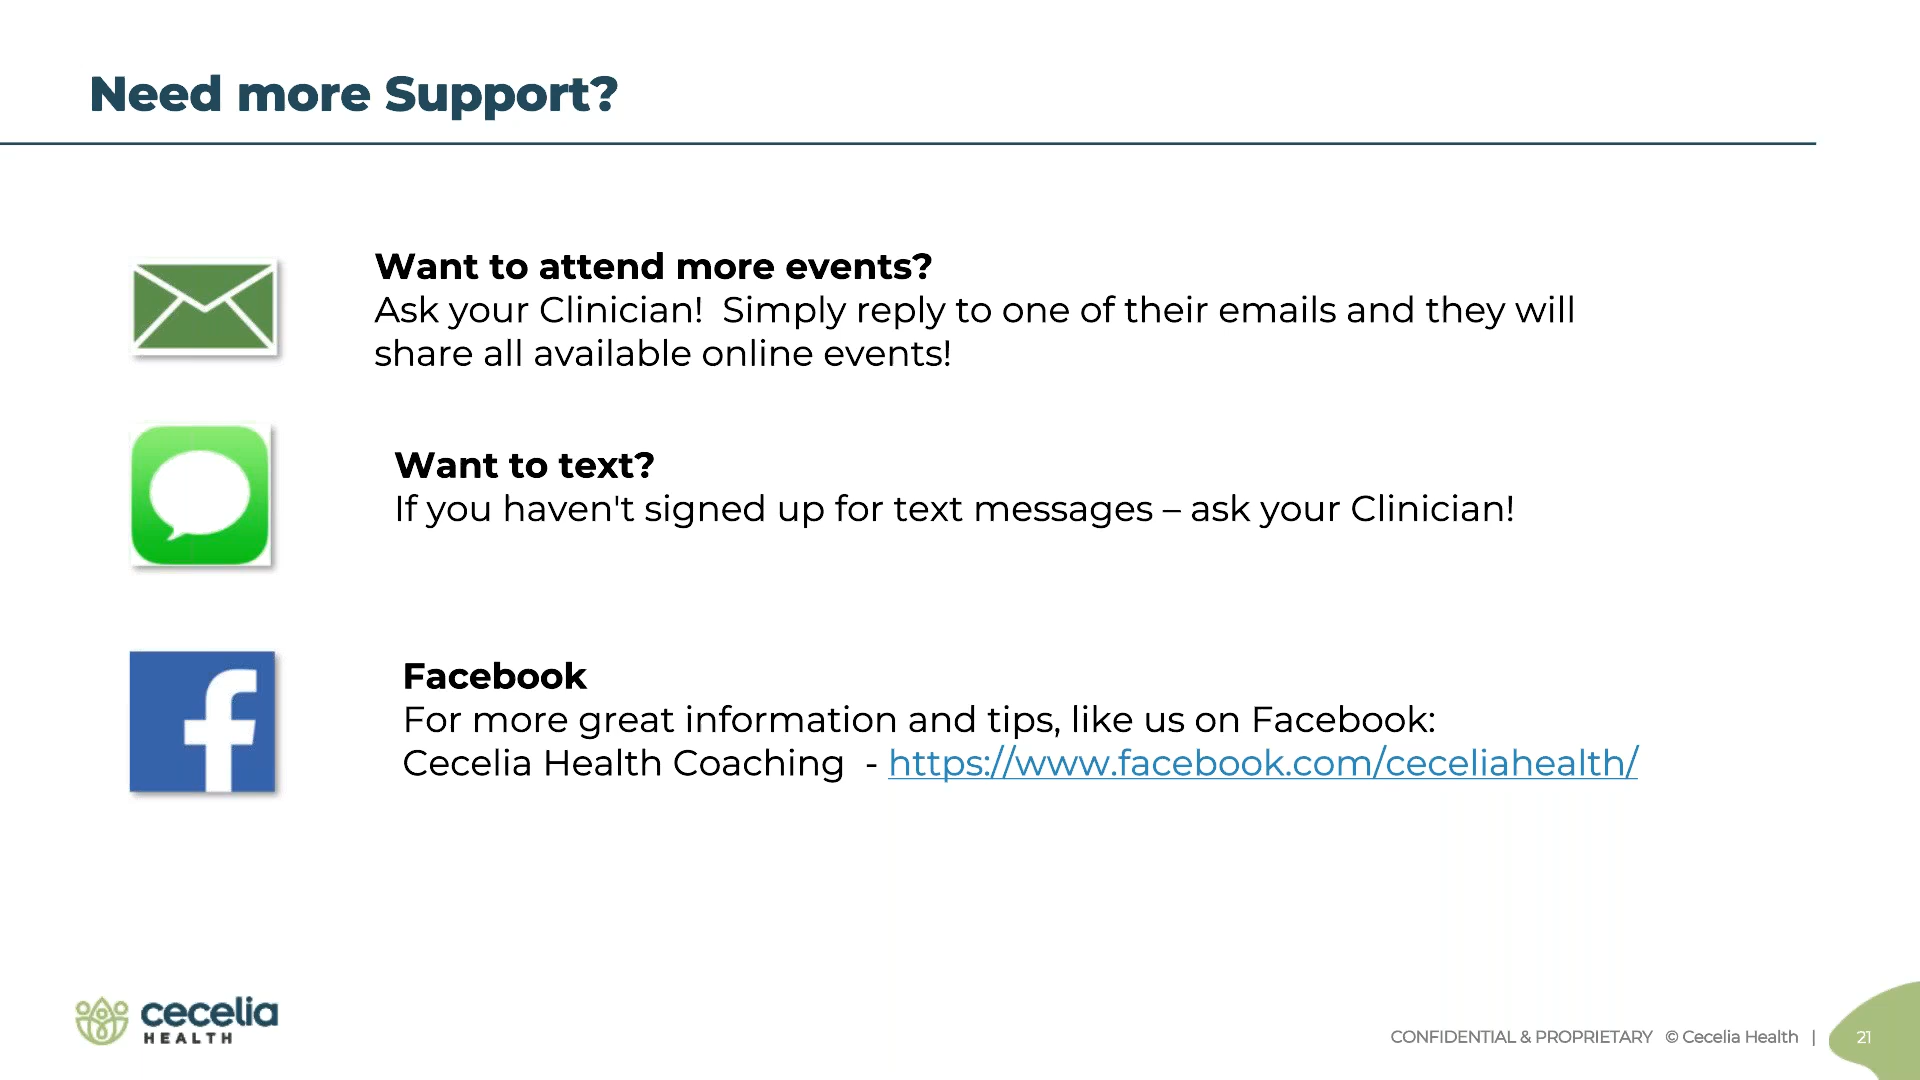 Need more Support?
Want to attend more events?
Ask your Clinician!  Simply reply to one of their emails and they will
share all available online events!
Want to text?
If you haven't signed up for text messages – ask your Clinician!
Facebook
For more great information and tips, like us on Facebook:
Cecelia Health Coaching  - https://www.facebook.com/ceceliahealth/
cecelia
HEALTH
CONFIDENTIAL & PROPRIETARY © Cecelia Health | 21